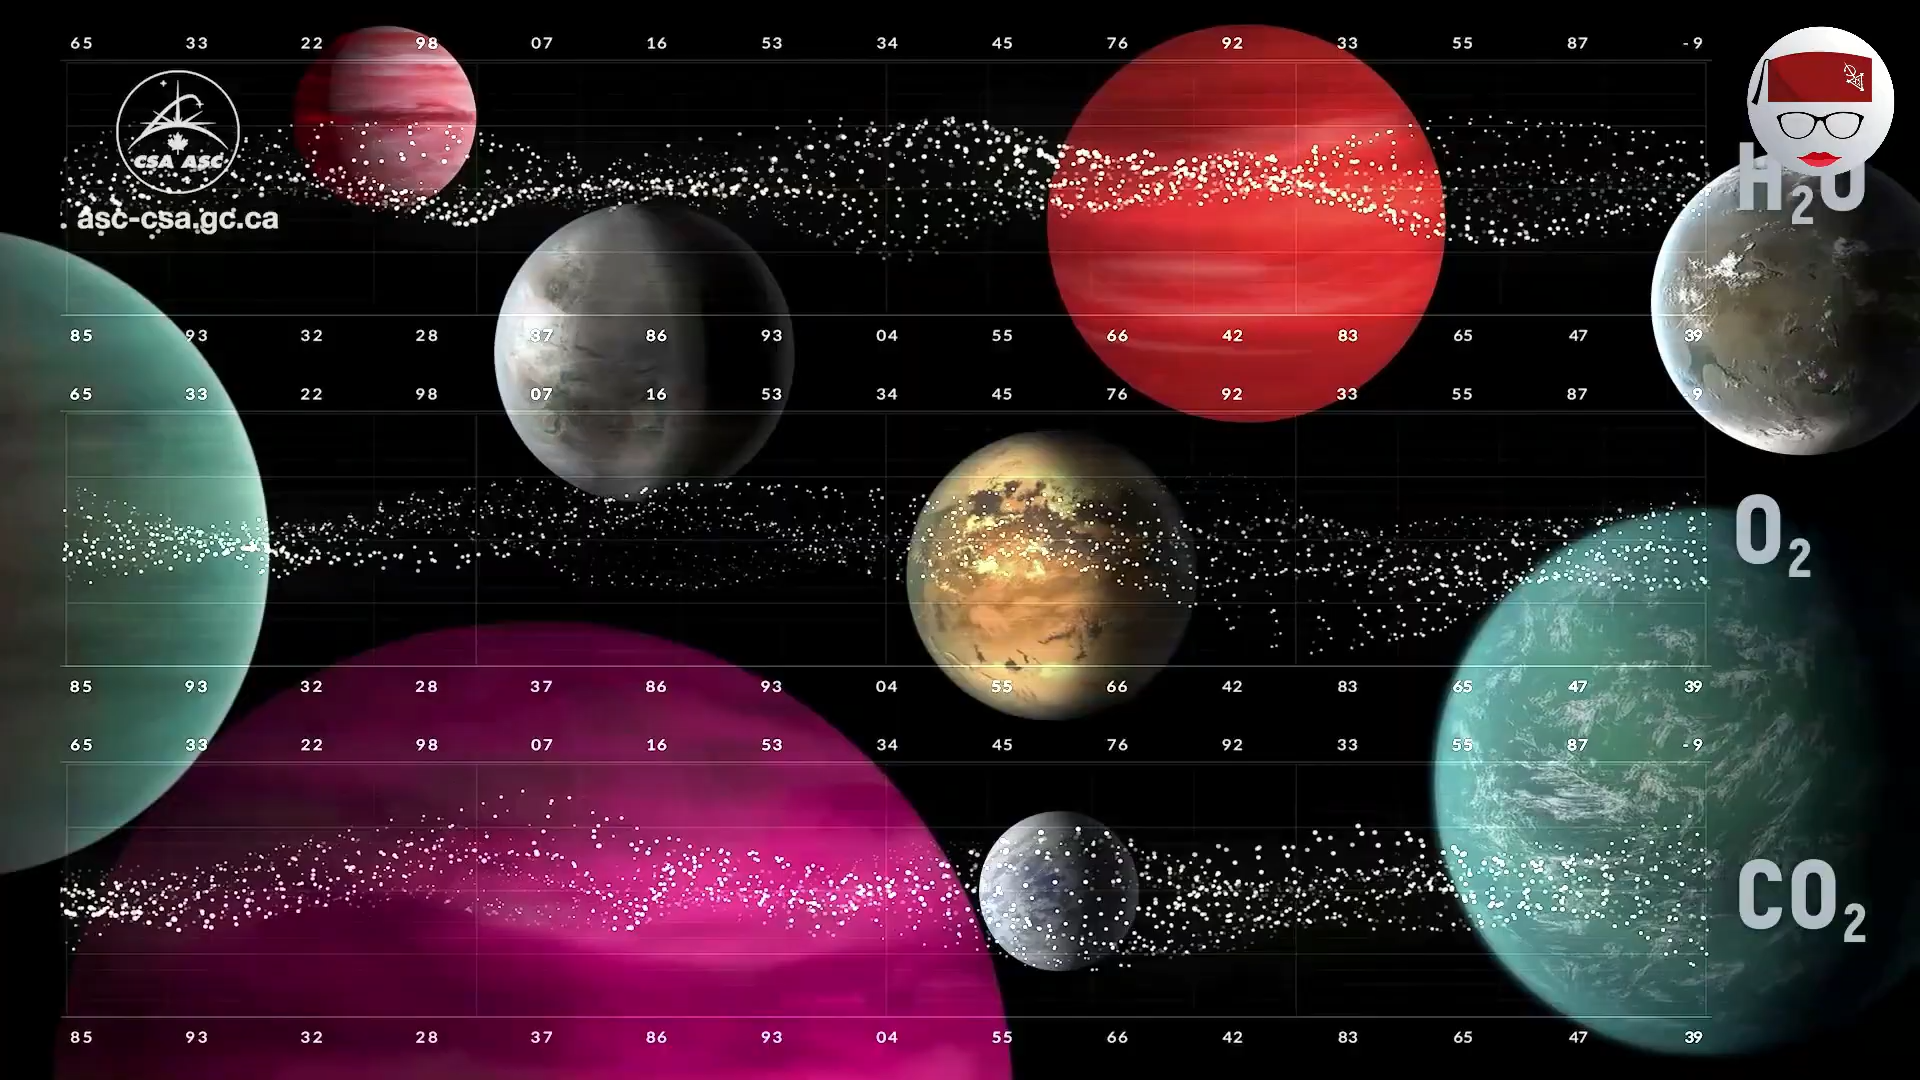 65 33 22 98 07 16 53 34 45 76 92 33 55 87 -9
CSA ASC
asc-csa.gc.ca
H2O
85 93 32 28 37 86 93 04 55 66 42 83 65 47 39
65 33 22 98 07 16 53 34 45 76 92 33 55 87 -9
O2
85 93 32 28 37 86 93 04 55 66 42 83 65 47 39
65 33 22 98 07 16 53 34 45 76 92 33 55 87 -9
CO2
85 93 32 28 37 86 93 04 55 66 42 83 65 47 39